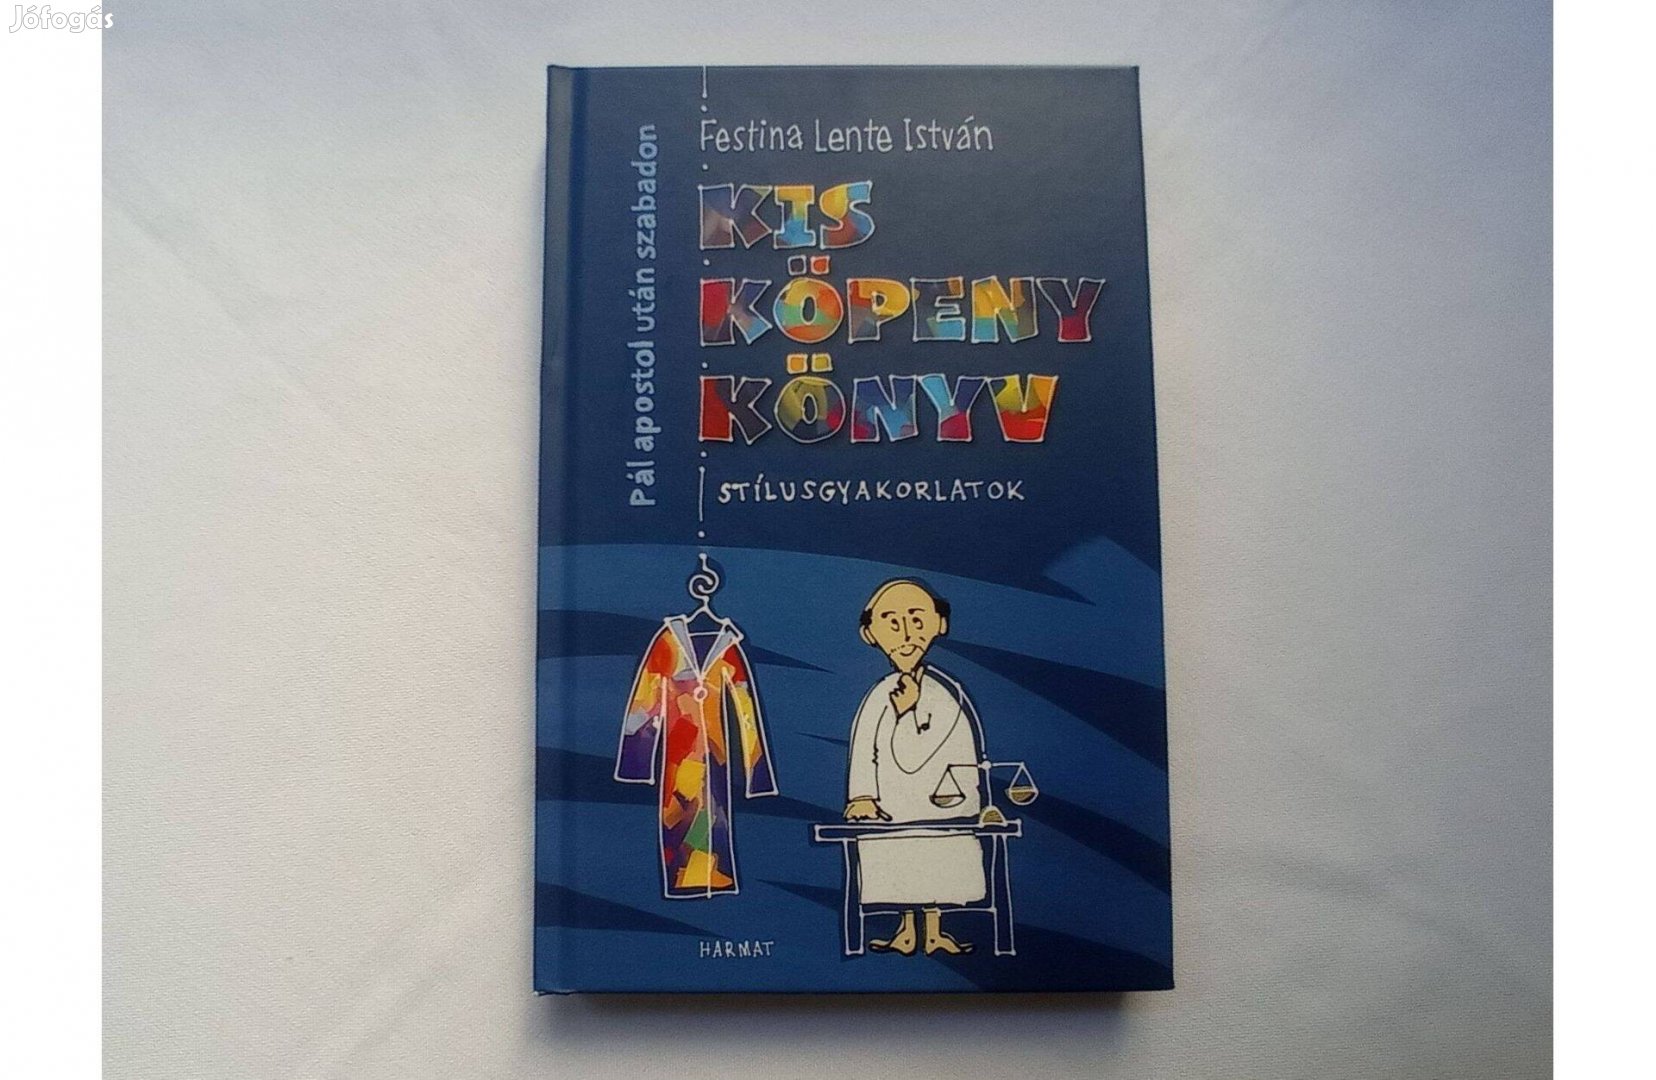 Jófogás
Festina Lente István
KIS
KÖPENY
KÖNYV
STÍLUSGYAKORLATOK
Pál apostol után szabadon
HARMAT